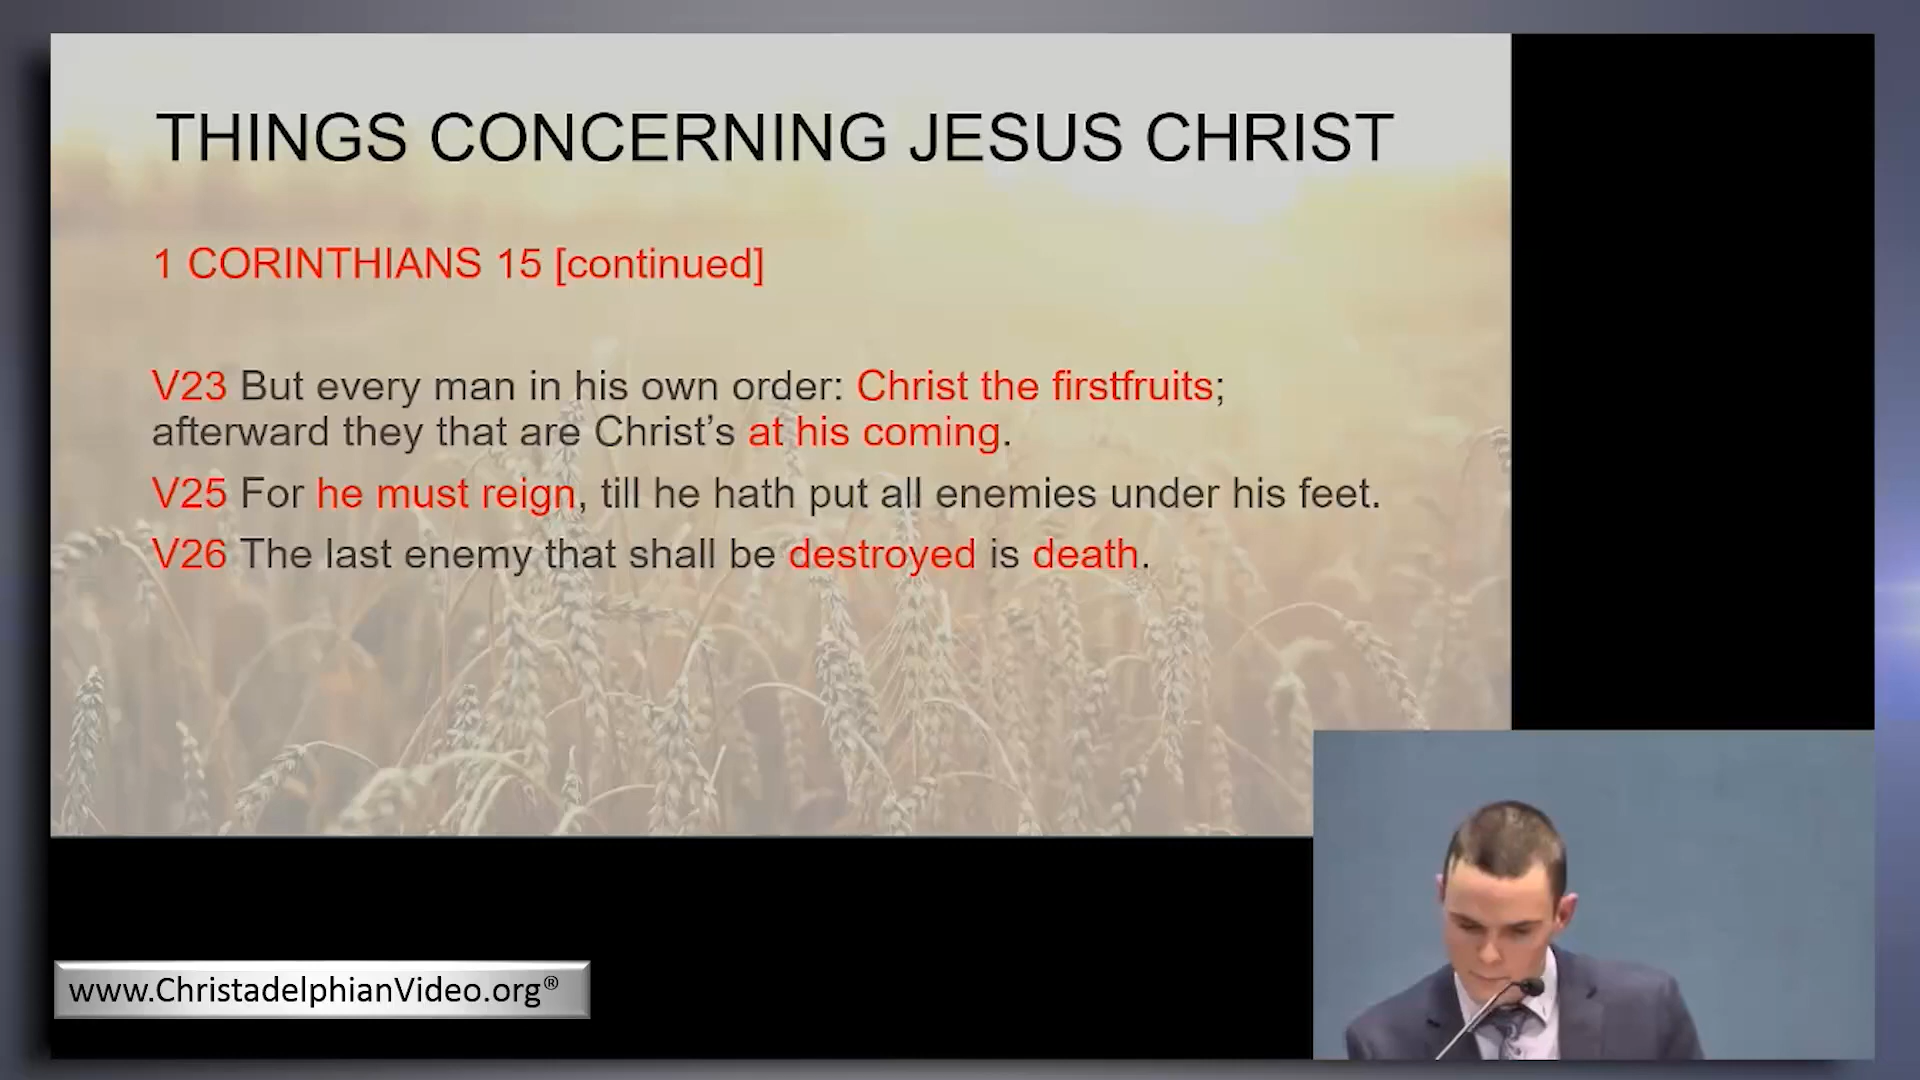 THINGS CONCERNING JESUS CHRIST
1 CORINTHIANS 15 [continued]
V23 But every man in his own order: Christ the firstfruits;
afterward they that are Christ’s at his coming.
V25 For he must reign, till he hath put all enemies under his feet.
V26 The last enemy that shall be destroyed is death.
www.ChristadelphianVideo.org®